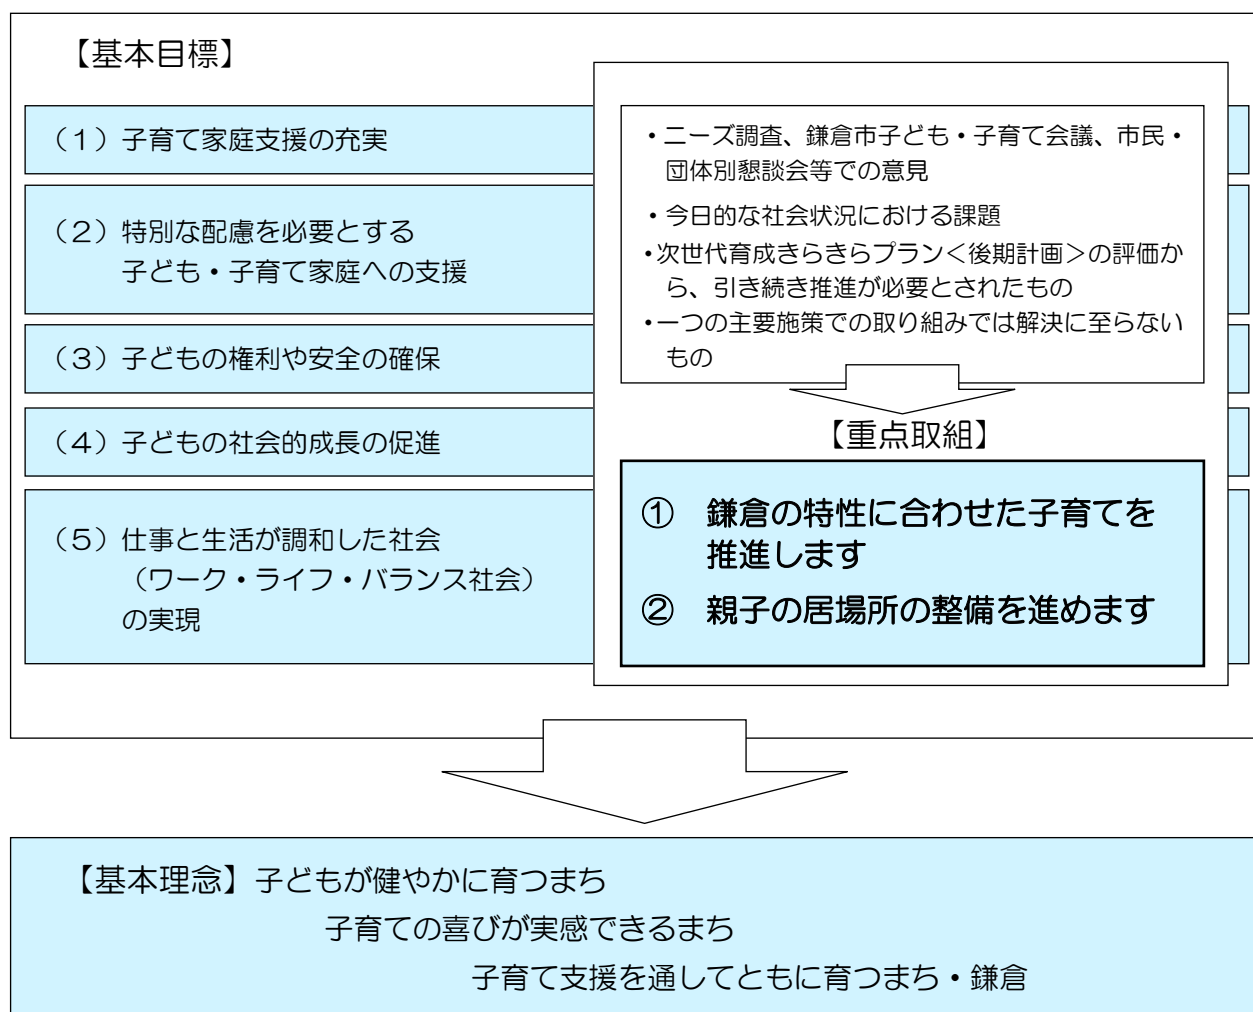 【基本目標】
（１）子育て家庭支援の充実
（２）特別な配慮を必要とする
子ども・子育て家庭への支援
（３）子どもの権利や安全の確保
（４）子どもの社会的成長の促進
（５）仕事と生活が調和した社会
（ワーク・ライフ・バランス社会）
の実現
・ニーズ調査、鎌倉市子ども・子育て会議、市民・
団体別懇談会等での意見
・今日的な社会状況における課題
・次世代育成きらきらプラン＜後期計画＞の評価か
ら、引き続き推進が必要とされたもの
・一つの主要施策での取り組みでは解決に至らない
もの
【重点取組】
①　鎌倉の特性に合わせた子育てを
推進します
②　親子の居場所の整備を進めます
【基本理念】子どもが健やかに育つまち
子育ての喜びが実感できるまち
子育て支援を通してともに育つまち・鎌倉